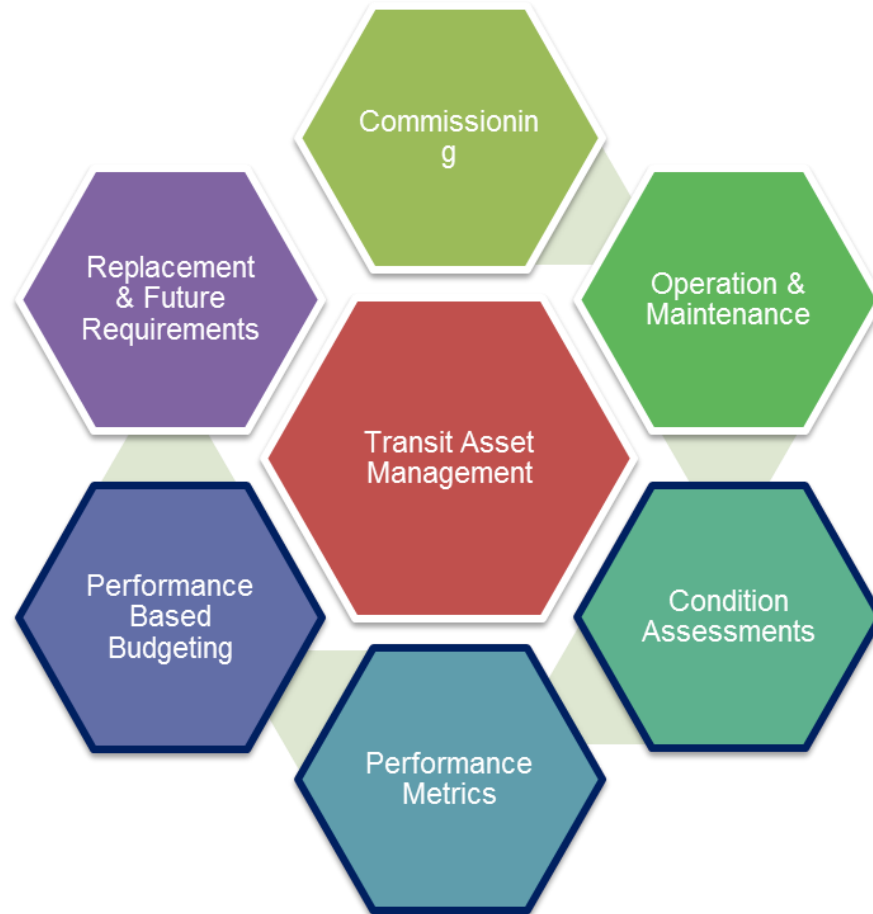 Commissionin
g
Replacement
& Future
Requirements
Operation &
Maintenance
Transit Asset
Management
Performance
Based
Budgeting
Condition
Assessments
Performance
Metrics